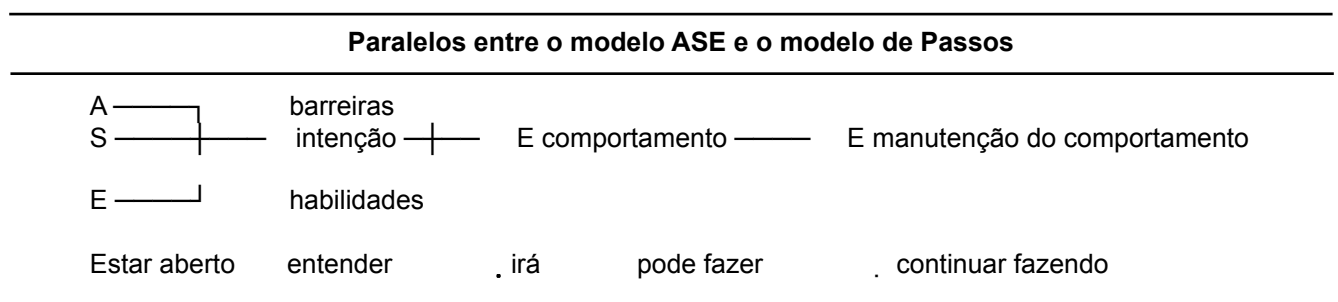 Paralelos entre o modelo ASE e o modelo de Passos
A barreiras
S intenção E comportamento E manutenção do comportamento
E habilidades
Estar aberto entender . irá pode fazer . continuar fazendo